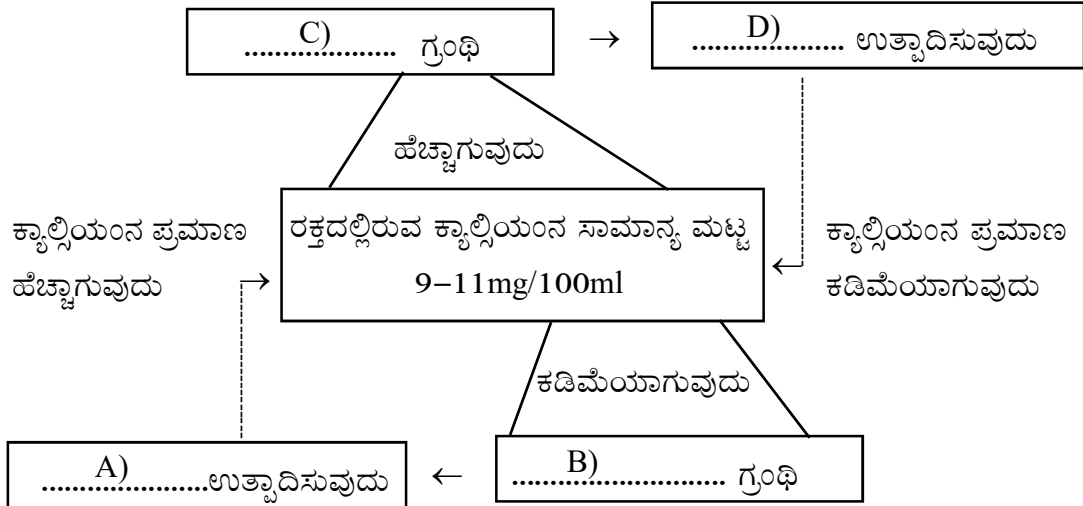 C) .................... ಗ್ರಂಥಿ → D) .................... ಉತ್ಪಾದಿಸುವುದು
ಹೆಚ್ಚಾಗುವುದು
ಕ್ಯಾಲ್ಸಿಯಂನ ಪ್ರಮಾಣ
ಹೆಚ್ಚಾಗುವುದು
ರಕ್ತದಲ್ಲಿರುವ ಕ್ಯಾಲ್ಸಿಯಂನ ಸಾಮಾನ್ಯ ಮಟ್ಟ
9–11mg/100ml
ಕ್ಯಾಲ್ಸಿಯಂನ ಪ್ರಮಾಣ
ಕಡಿಮೆಯಾಗುವುದು
ಕಡಿಮೆಯಾಗುವುದು
A) ......................ಉತ್ಪಾದಿಸುವುದು ← B) ............................ ಗ್ರಂಥಿ